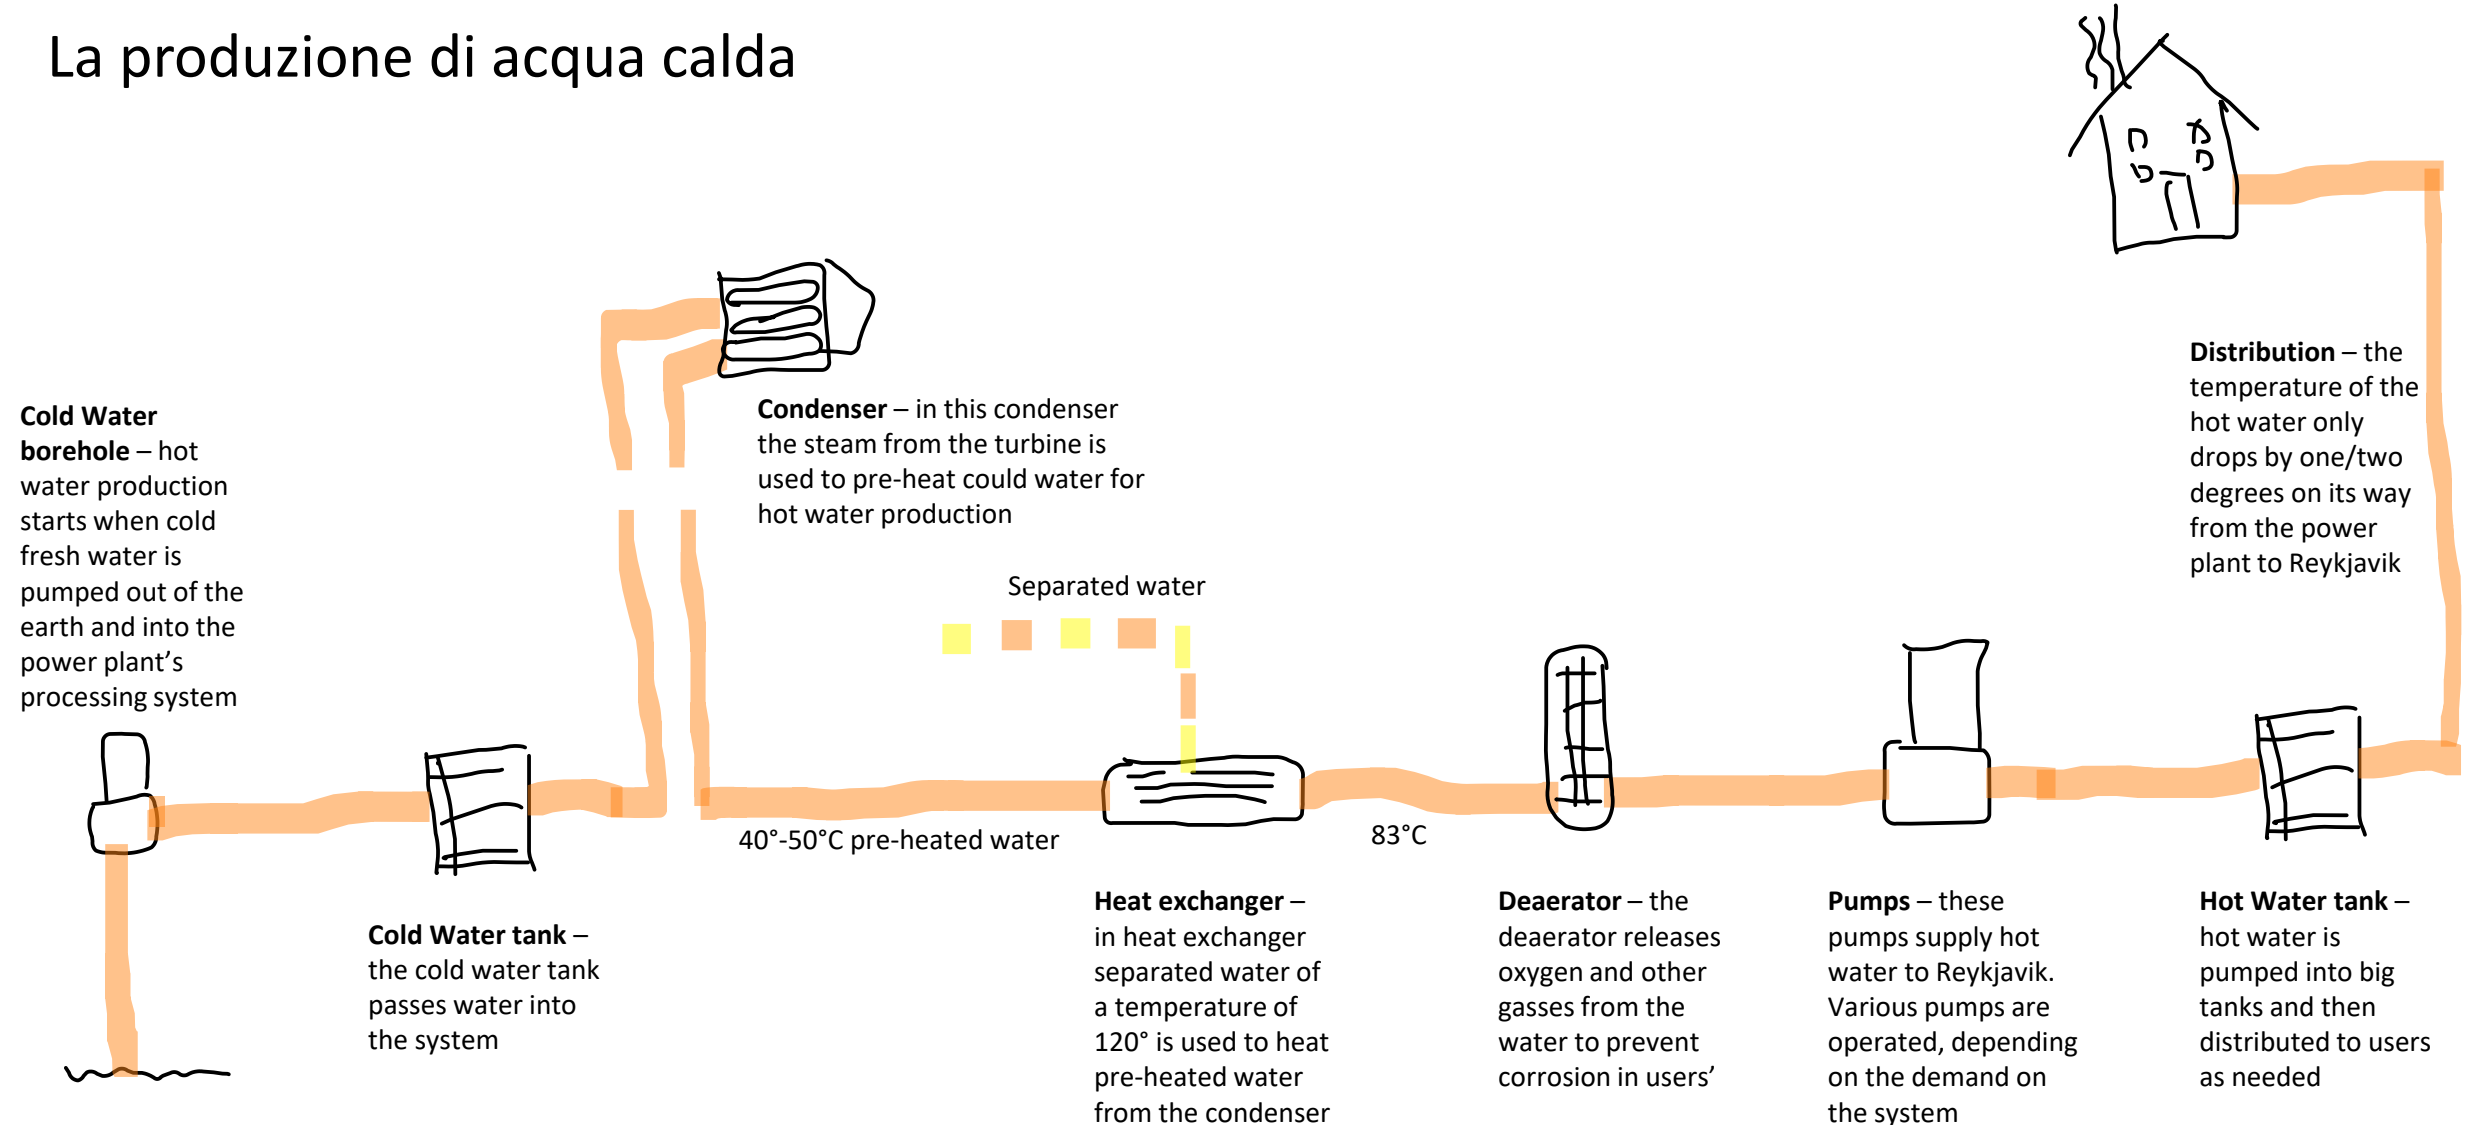 La produzione di acqua calda
Cold Water
borehole – hot
water production
starts when cold
fresh water is
pumped out of the
earth and into the
power plant's
processing system
Cold Water tank –
the cold water tank
passes water into
the system
Condenser – in this condenser
the steam from the turbine is
used to pre-heat could water for
hot water production
Separated water
40°-50°C pre-heated water
83°C
Heat exchanger –
in heat exchanger
separated water of
a temperature of
120° is used to heat
pre-heated water
from the condenser
Deaerator – the
deaerator releases
oxygen and other
gasses from the
water to prevent
corrosion in users'
Pumps – these
pumps supply hot
water to Reykjavik.
Various pumps are
operated, depending
on the demand on
the system
Hot Water tank –
hot water is
pumped into big
tanks and then
distributed to users
as needed
Distribution – the
temperature of the
hot water only
drops by one/two
degrees on its way
from the power
plant to Reykjavik